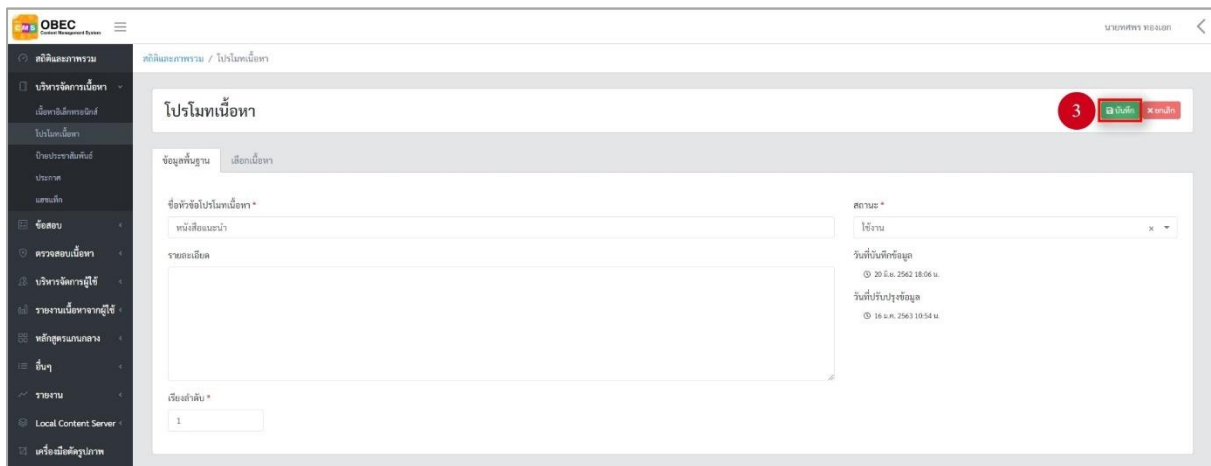 CMS OBEC
Content Management System
นายทศพร ทองเอก
สถิติและภาพรวม
บริหารจัดการเนื้อหา
เนื้อหาอิเล็กทรอนิกส์
โปรโมทเนื้อหา
ป้ายประชาสัมพันธ์
ประกาศ
แฮชแท็ก
ข้อสอบ
ตรวจสอบเนื้อหา
บริหารจัดการผู้ใช้
รายงานเนื้อหาจากผู้ใช้
หลักสูตรแกนกลาง
อื่นๆ
รายงาน
Local Content Server
เครื่องมือตัดรูปภาพ
สถิติและภาพรวม / โปรโมทเนื้อหา
โปรโมทเนื้อหา
3 บันทึก ยกเลิก
ข้อมูลพื้นฐาน เลือกเนื้อหา
ชื่อหัวข้อโปรโมทเนื้อหา *
หนังสือแนะนำ
รายละเอียด
เรียงลำดับ *
1
สถานะ *
ใช้งาน
วันที่บันทึกข้อมูล
20 มิ.ย. 2562 18:06 น.
วันที่ปรับปรุงข้อมูล
16 ม.ค. 2563 10:54 น.